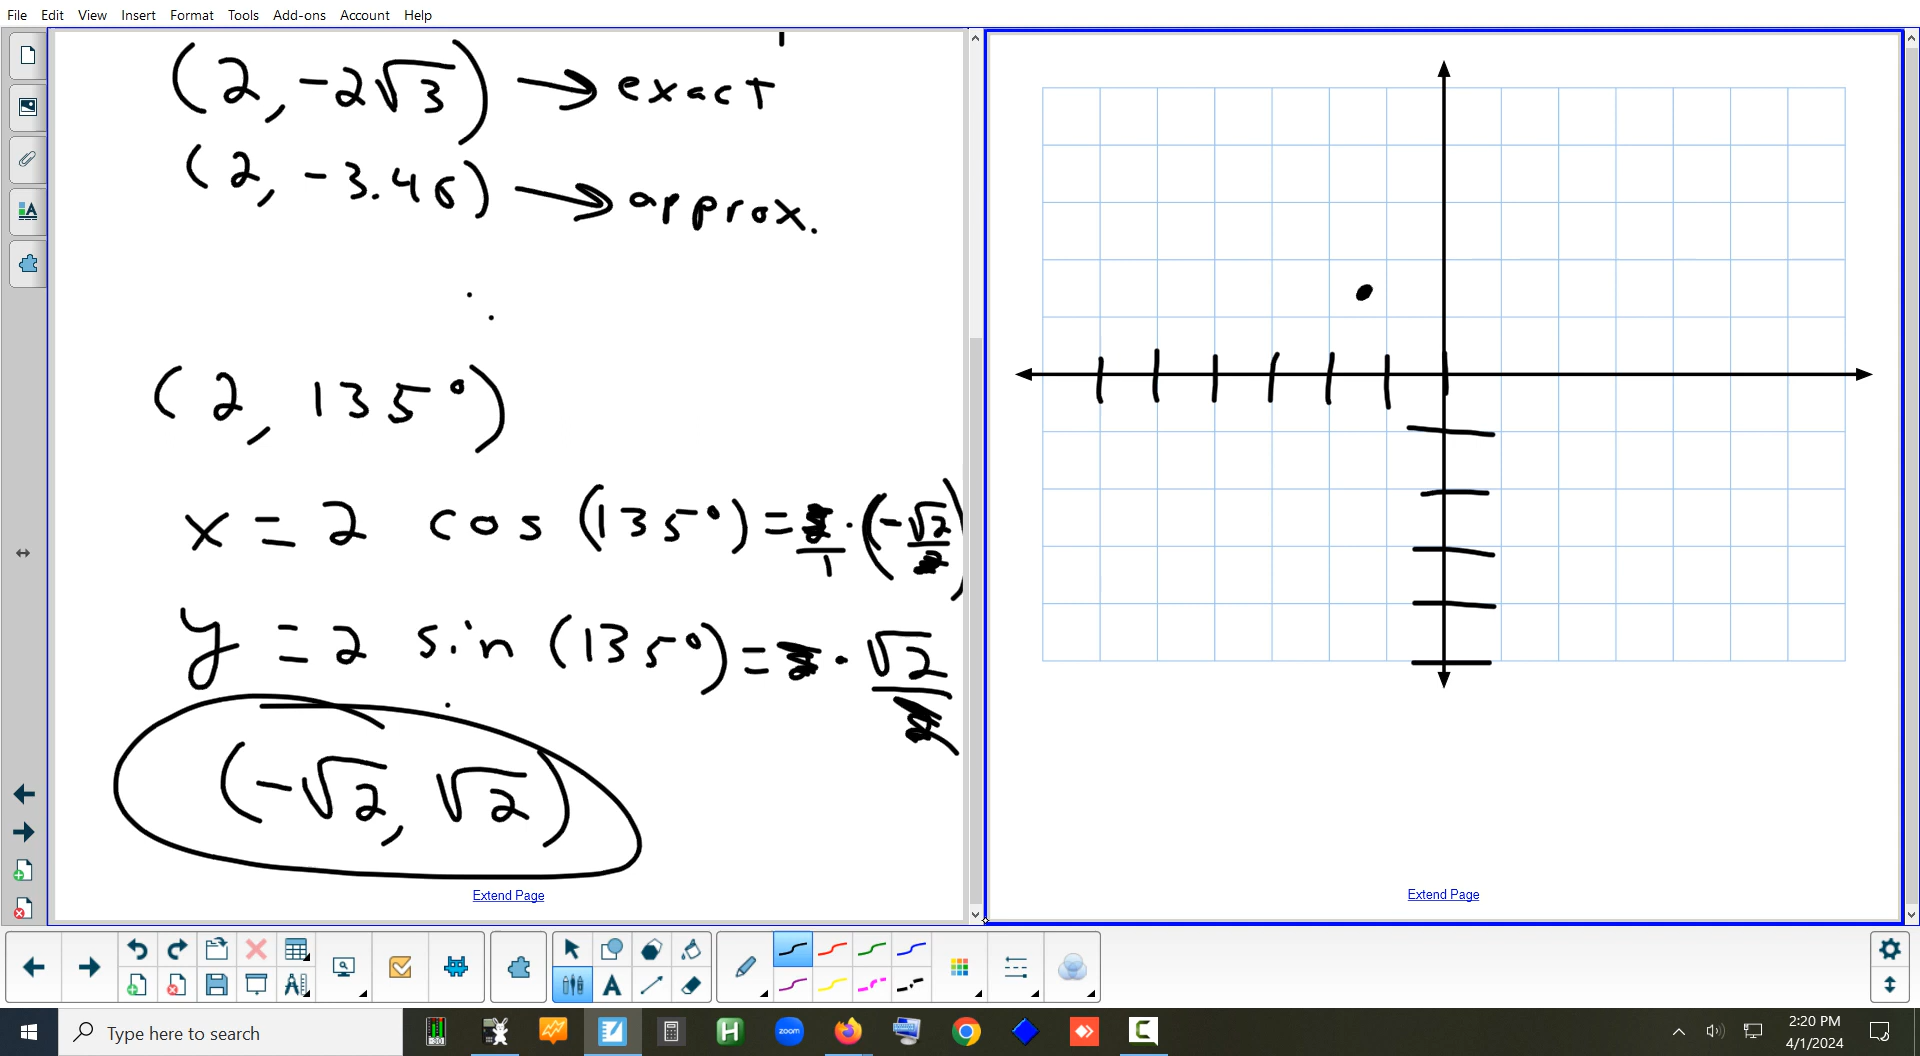 File Edit View Insert Format Tools Add-ons Account Help
(2, -2√3) → exact
(2, -3.46) → approx.
(2, 135°)
x = 2 cos (135°) = 2/1 · (-√2/2)
y = 2 sin (135°) = 2 · √2/2
(-√2, √2)
Extend Page
Extend Page
Type here to search
zoom
2:20 PM
4/1/2024